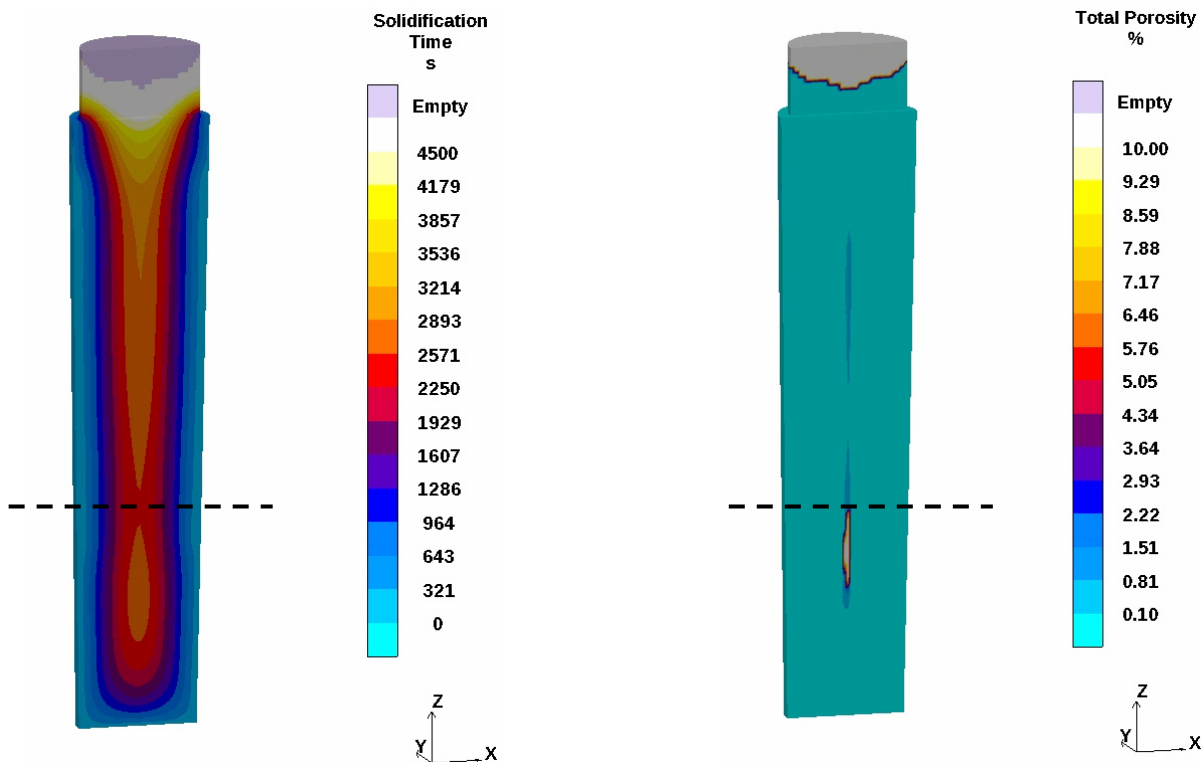 Solidification
Time
s
Empty
4500
4179
3857
3536
3214
2893
2571
2250
1929
1607
1286
964
643
321
0
Z
Y
X
Total Porosity
%
Empty
10.00
9.29
8.59
7.88
7.17
6.46
5.76
5.05
4.34
3.64
2.93
2.22
1.51
0.81
0.10
Z
Y
X